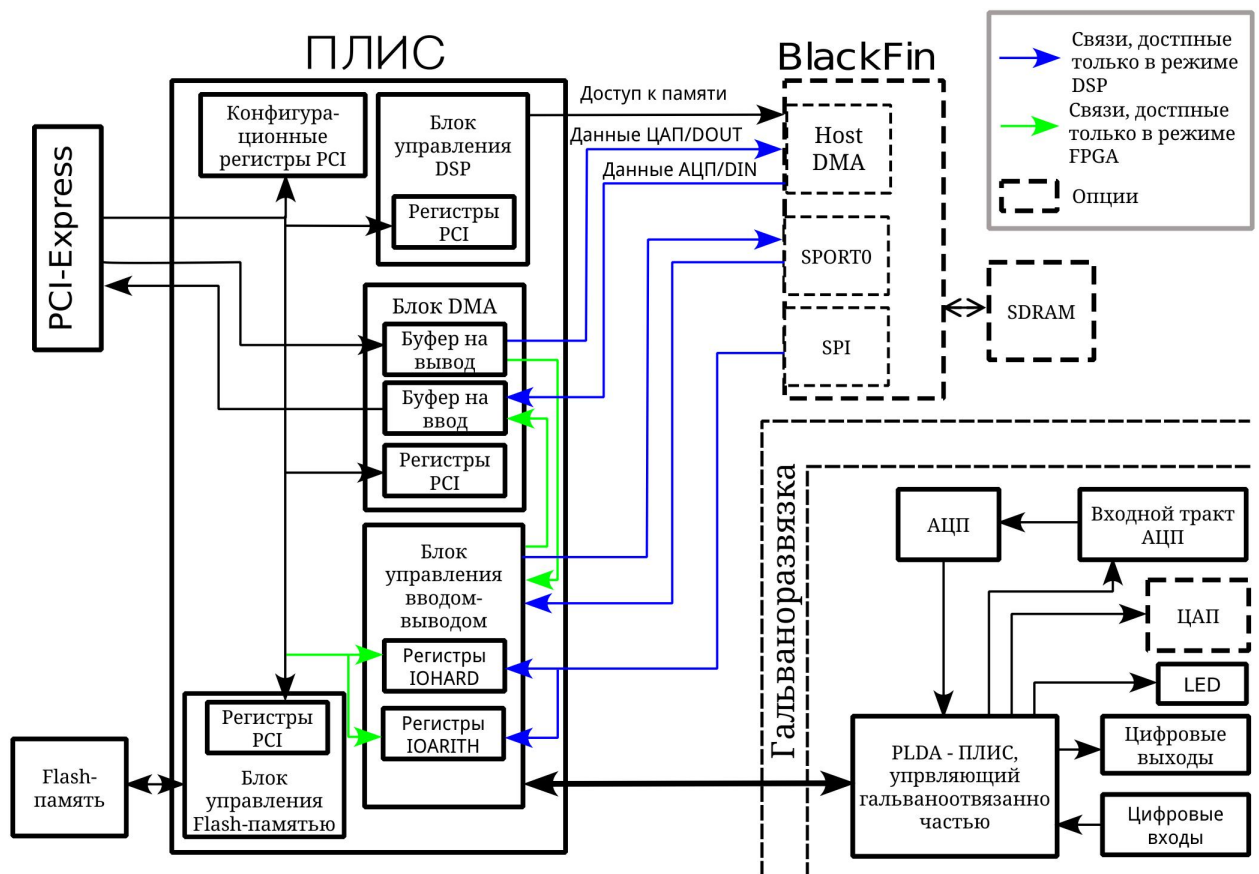 ПЛИС
BlackFin
Связи, достпные
только в режиме
DSP
Связи, достпные
только в режиме
FPGA
Опции
PCI-Express
Конфигура-
ционные
регистры PCI
Блок
управления
DSP
Регистры
PCI
Доступ к памяти
Данные ЦАП/DOUT
Данные АЦП/DIN
Host
DMA
SPORT0
SPI
SDRAM
Блок DMA
Буфер на
вывод
Буфер на
ввод
Регистры
PCI
Блок
управления
вводом-
выводом
Регистры
IOHARD
Регистры
IOARITH
Регистры
PCI
Блок
управления
Flash-памятью
Flash-
память
Гальваноразвязка
АЦП
Входной тракт
АЦП
ЦАП
LED
PLDA - ПЛИС,
упрвляющий
гальваноотвязанно
частью
Цифровые
выходы
Цифровые
входы